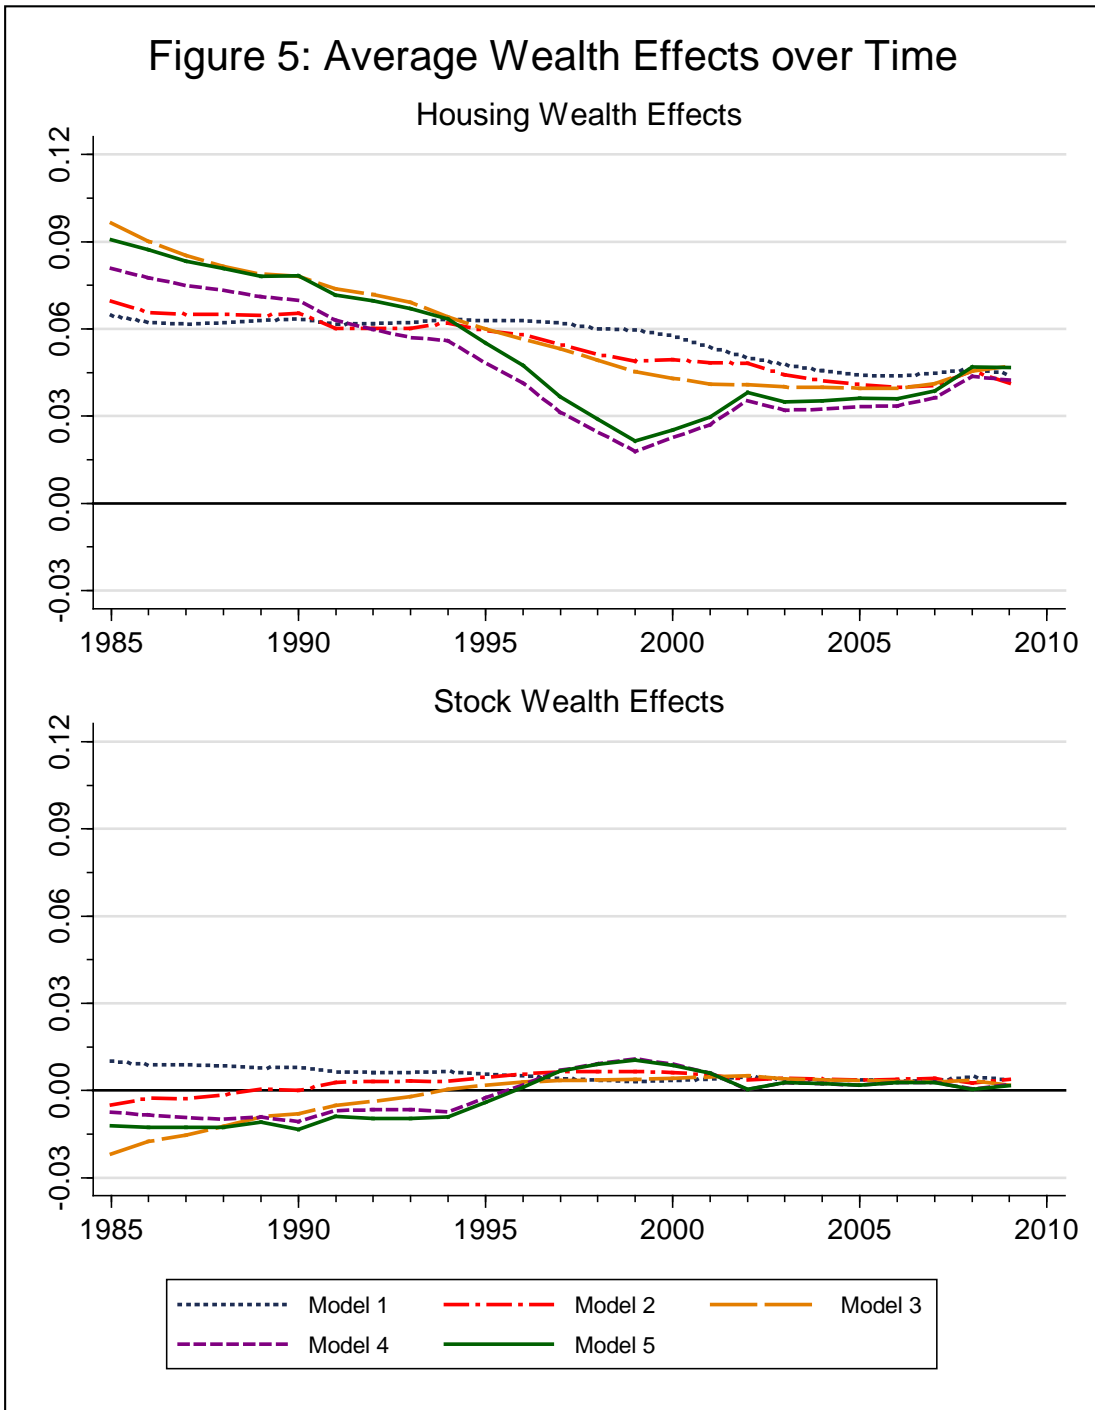 Figure 5: Average Wealth Effects over Time
Housing Wealth Effects
0.12
0.09
0.06
0.03
0.00
-0.03
1985 1990 1995 2000 2005 2010
Stock Wealth Effects
0.12
0.09
0.06
0.03
0.00
-0.03
1985 1990 1995 2000 2005 2010
Model 1 Model 2 Model 3
Model 4 Model 5